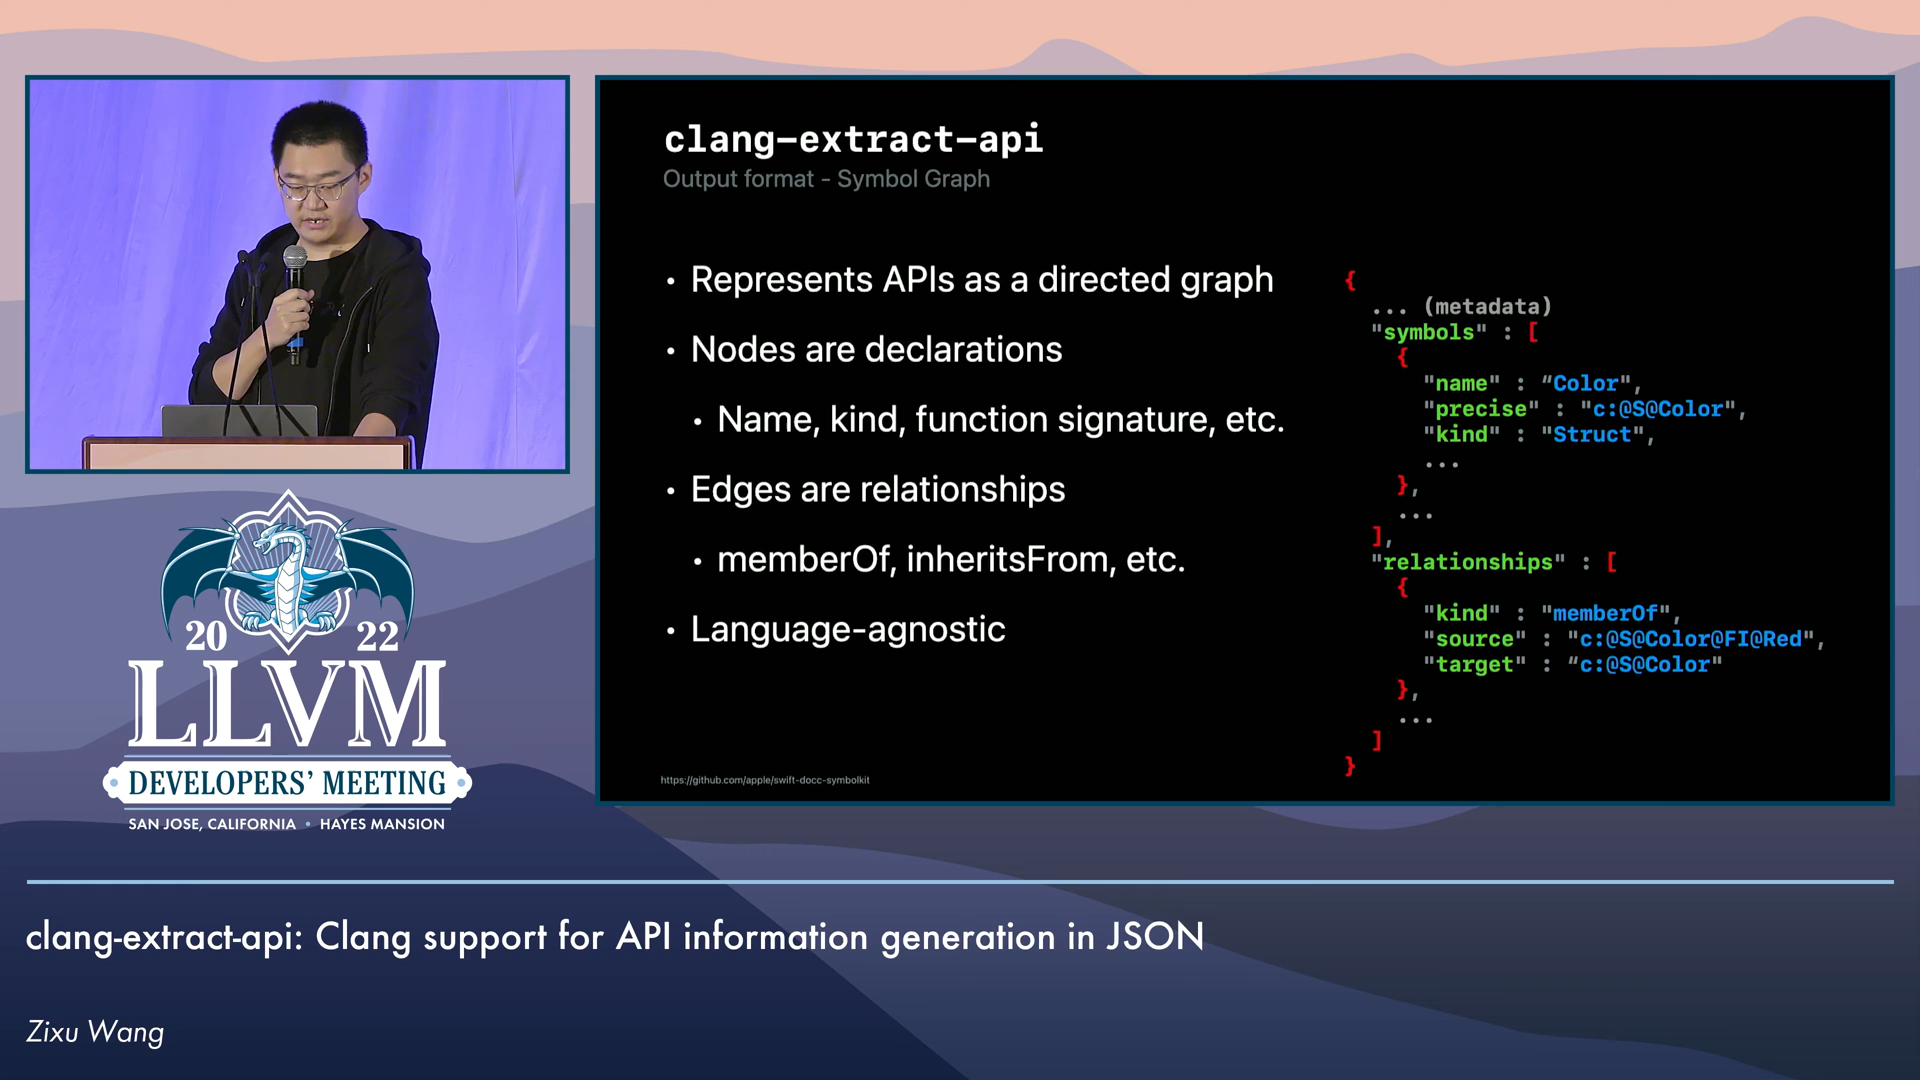 clang-extract-api
Output format - Symbol Graph
• Represents APIs as a directed graph
• Nodes are declarations
• Name, kind, function signature, etc.
• Edges are relationships
• memberOf, inheritsFrom, etc.
• Language-agnostic
https://github.com/apple/swift-docc-symbolkit
{
... (metadata)
"symbols" : [
{
"name" : “Color",
"precise" : "c:@S@Color",
"kind" : "Struct",
...
},
...
],
"relationships" : [
{
"kind" : "memberOf",
"source" : "c:@S@Color@FI@Red",
"target" : “c:@S@Color"
},
...
]
}
20 22
LLVM
DEVELOPERS’ MEETING
SAN JOSE, CALIFORNIA • HAYES MANSION
clang-extract-api: Clang support for API information generation in JSON
Zixu Wang